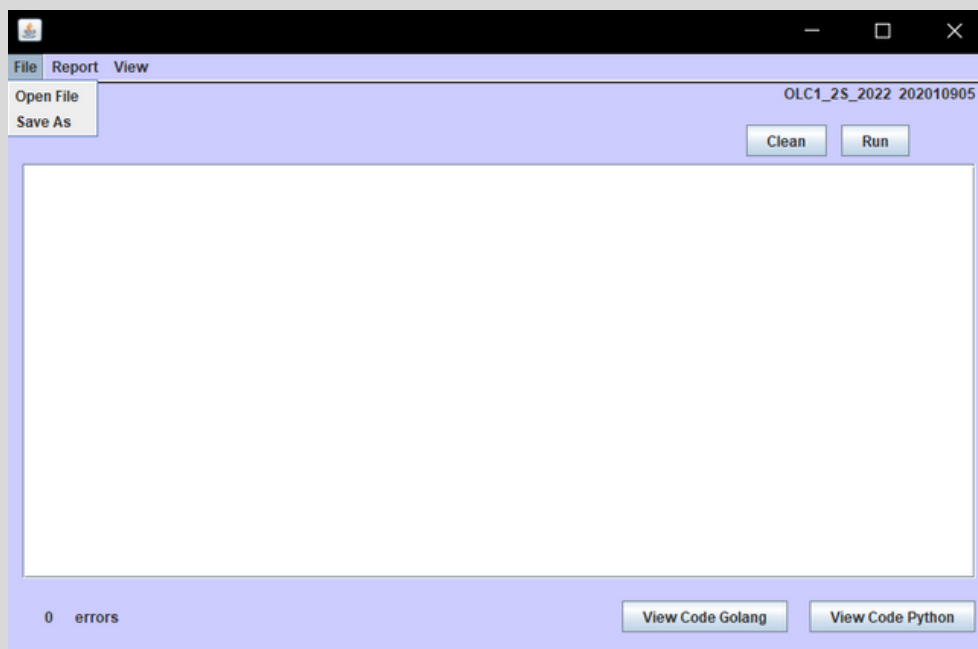 File Report View
Open File
Save As
OLC1_2S_2022 202010905
Clean Run
0 errors
View Code Golang View Code Python